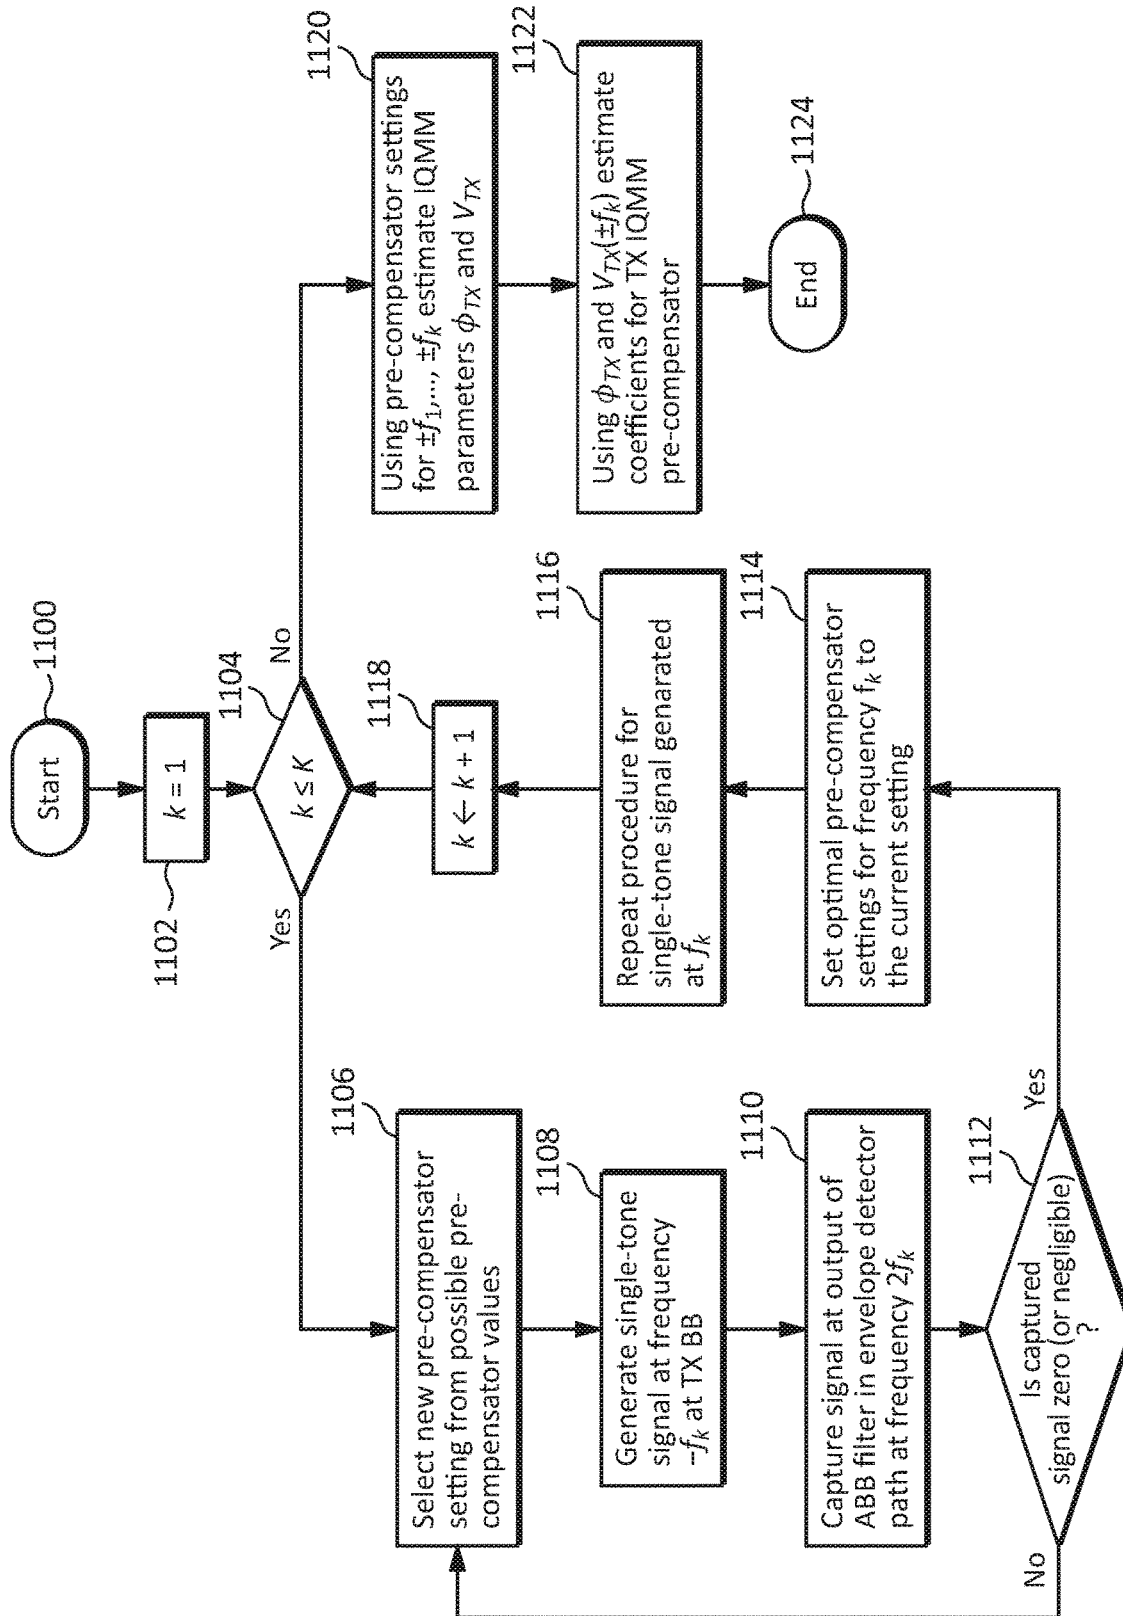 Start
1100
k = 1
1102
k ≤ K
1104
Yes
No
Select new pre-compensator
setting from possible pre-
compensator values
1106
Generate single-tone
signal at frequency
-f_k at TX BB
1108
Capture signal at output of
ABB filter in envelope detector
path at frequency 2f_k
1110
Is captured
signal zero (or negligible)
?
1112
No
Yes
Set optimal pre-compensator
settings for frequency f_k to
the current setting
1114
Repeat procedure for
single-tone signal genarated
at f_k
1116
k ← k + 1
1118
Using pre-compensator settings
for ±f_1,..., ±f_k estimate IQMM
parameters ϕ_TX and V_TX
1120
Using ϕ_TX and V_TX(±f_k) estimate
coefficients for TX IQMM
pre-compensator
1122
End
1124